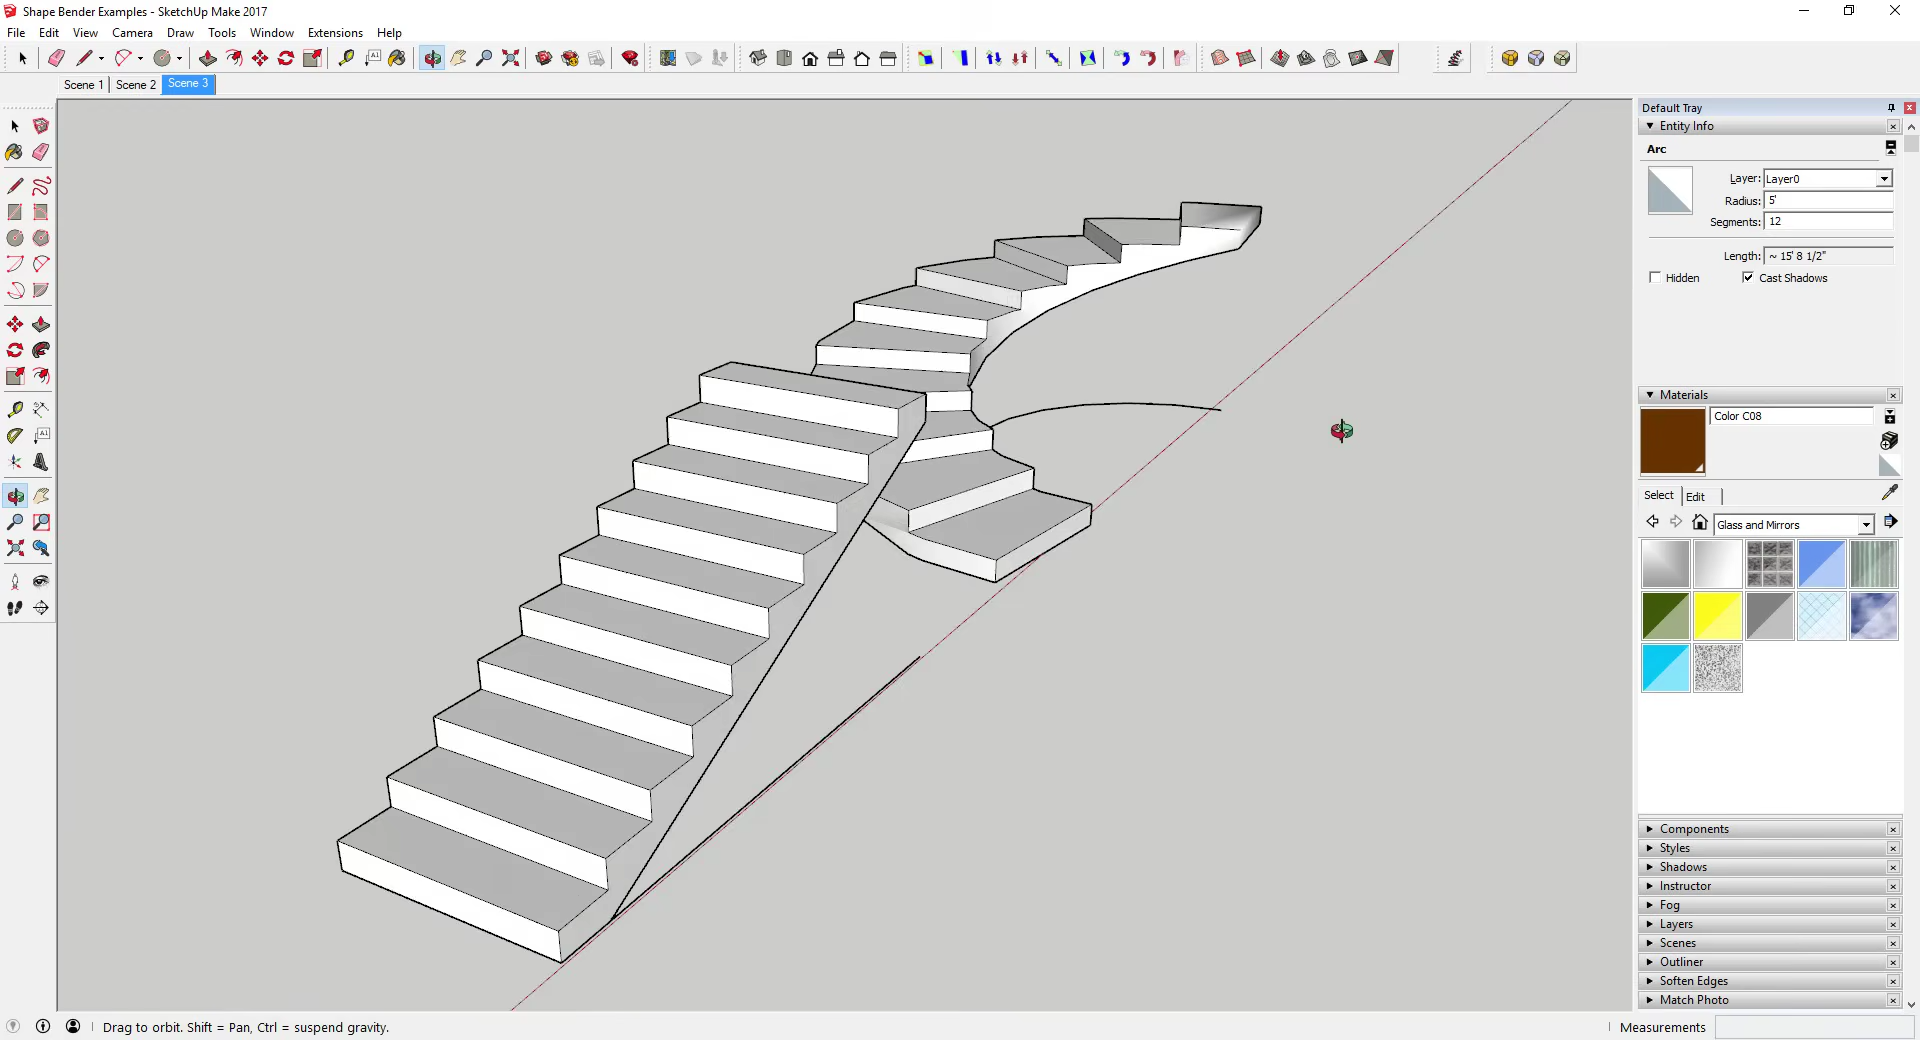 Shape Bender Examples - SketchUp Make 2017
File Edit View Camera Draw Tools Window Extensions Help
Scene 1 Scene 2 Scene 3
Default Tray
Entity Info
Arc
Layer: Layer0
Radius: 5'
Segments: 12
Length: ~ 15' 8 1/2"
Hidden Cast Shadows
Materials
Color C08
Select Edit
Glass and Mirrors
Components
Styles
Shadows
Instructor
Fog
Layers
Scenes
Outliner
Soften Edges
Match Photo
Drag to orbit. Shift = Pan, Ctrl = suspend gravity.
Measurements